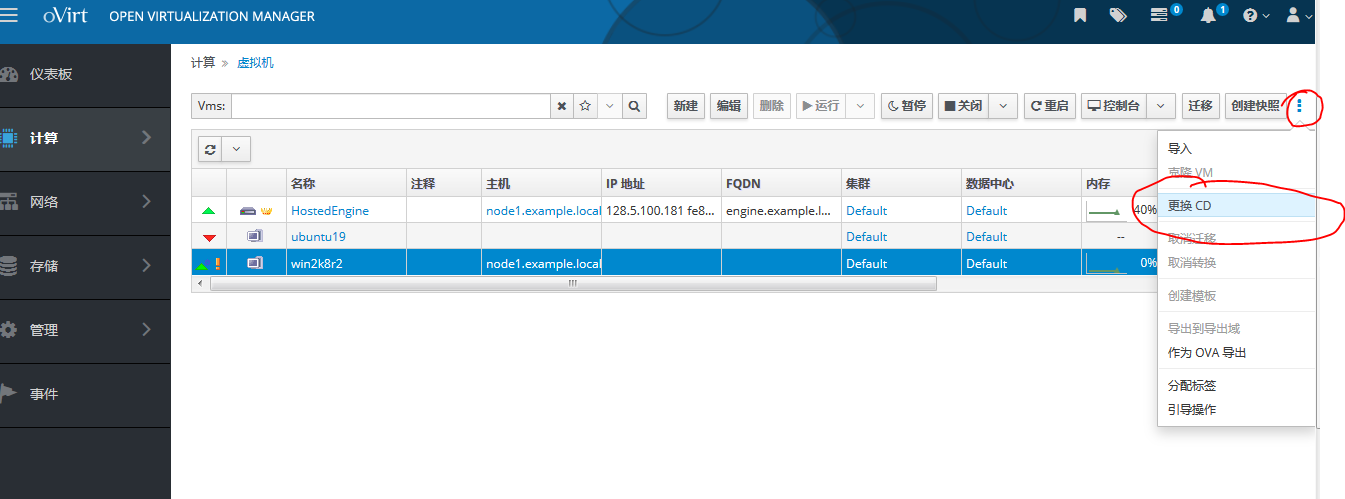 oVirt OPEN VIRTUALIZATION MANAGER
0
1
仪表板
计算
网络
存储
管理
事件
计算 » 虚拟机
Vms:
新建 编辑 删除 运行 暂停 关闭 重启 控制台 迁移 创建快照
名称 注释 主机 IP 地址 FQDN 集群 数据中心 内存
HostedEngine node1.example.local 128.5.100.181 fe8... engine.example.l... Default Default 40%
ubuntu19 Default Default --
win2k8r2 node1.example.local Default Default 0%
导入
克隆 VM
更换 CD
取消迁移
取消转换
创建模板
导出到导出域
作为 OVA 导出
分配标签
引导操作